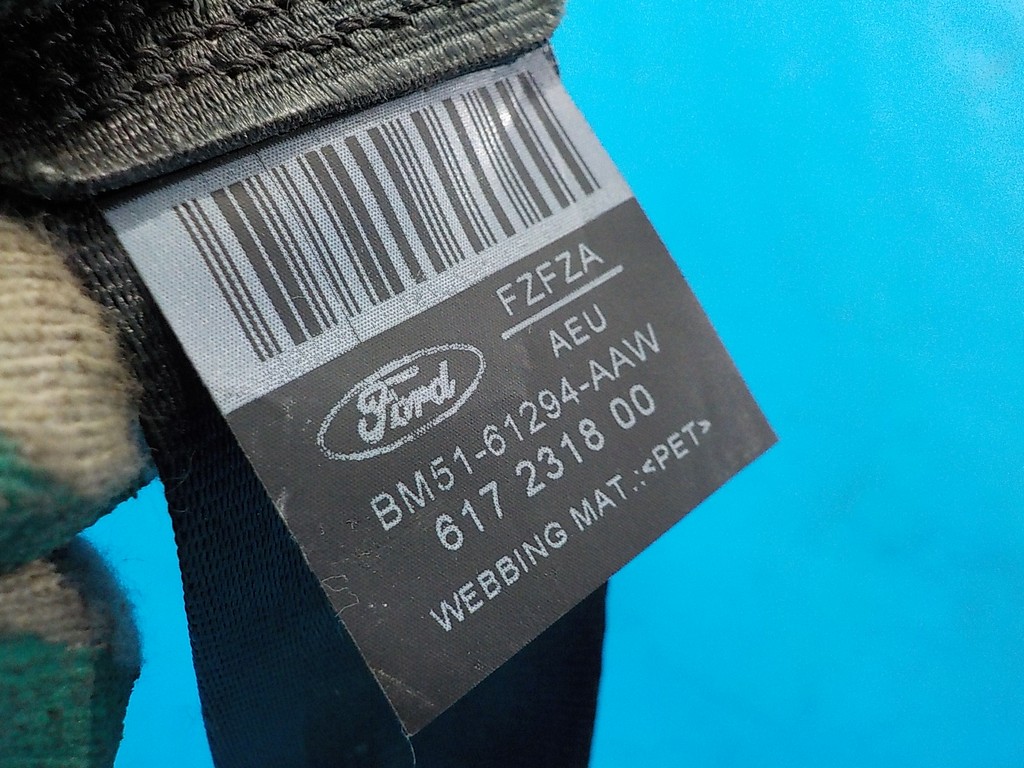 FZFZA
AEU
Ford
BM51-61294-AAW
617 2318 00
WEBBING MAT.:<PET>